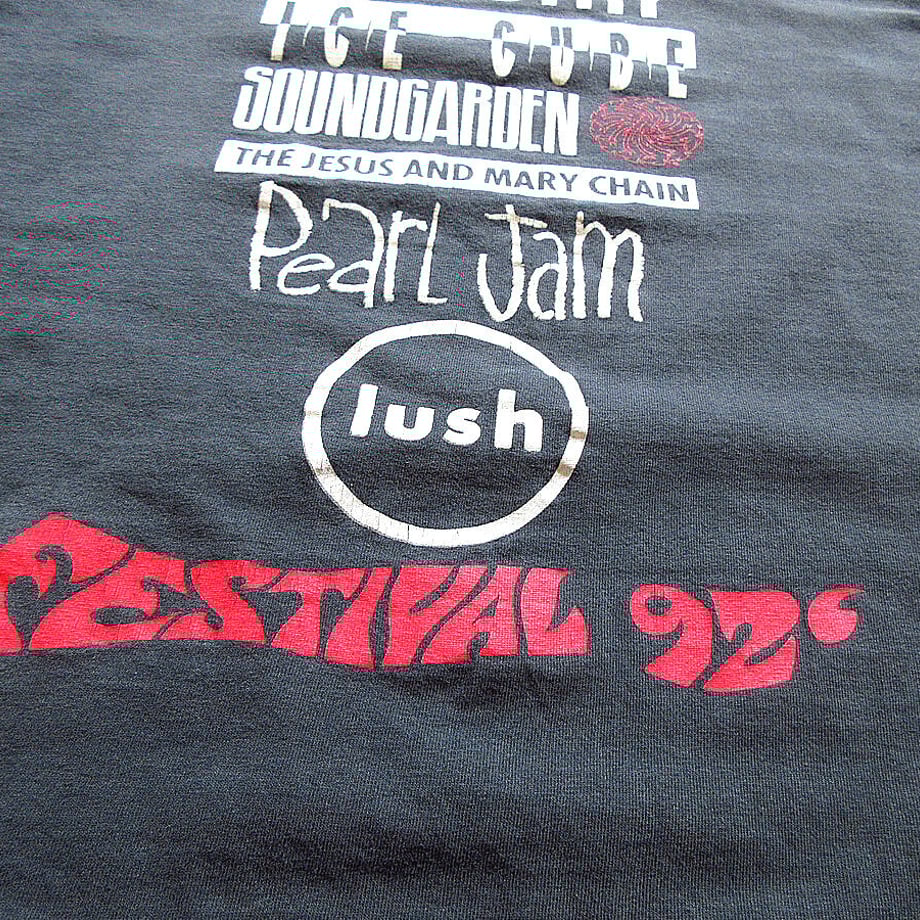 ICE CUBE
SOUNDGARDEN
THE JESUS AND MARY CHAIN
PEARL JAM
lush
FESTIVAL 92'